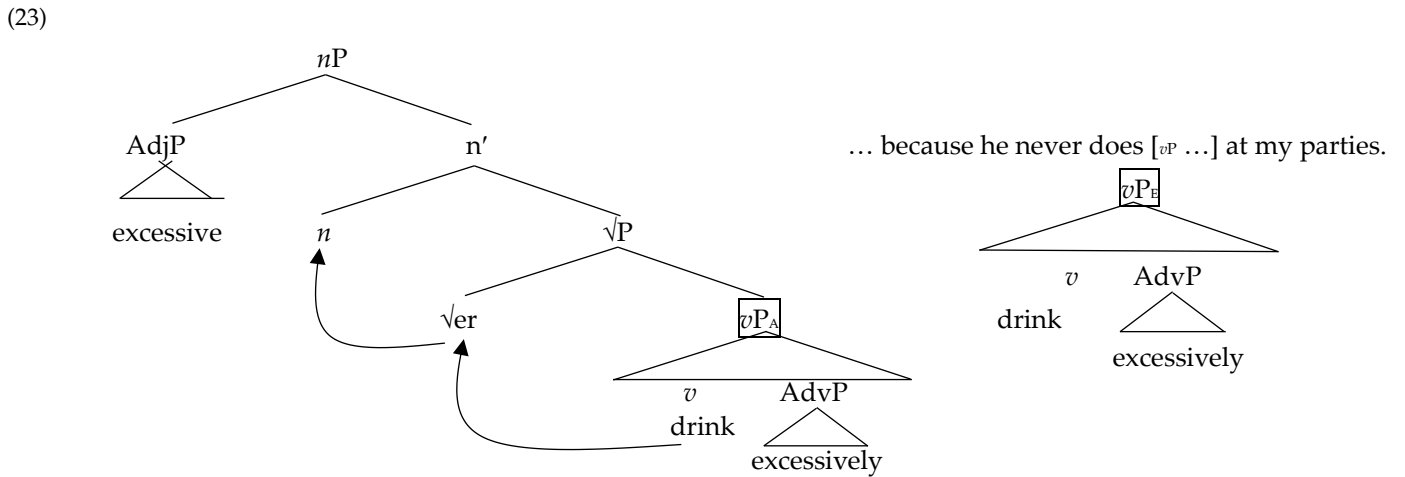 (23)
nP
AdjP n′ … because he never does [vP …] at my parties.
vPE
excessive n √P
v AdvP
√er vPA drink
excessively
v AdvP
drink
excessively